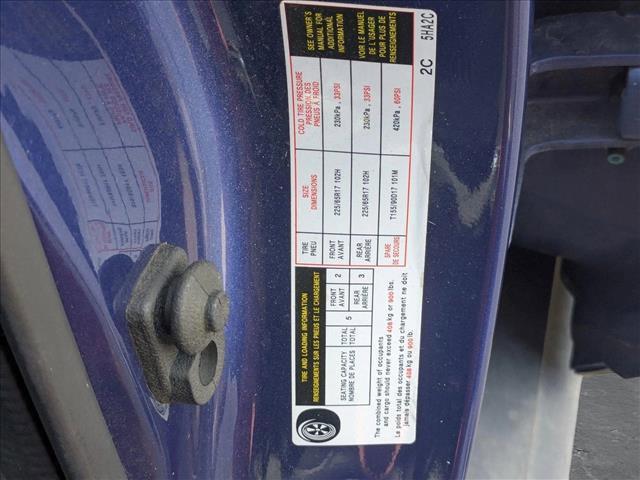 TIRE AND LOADING INFORMATION
RENSEIGNEMENTS SUR LES PNEUS ET LE CHARGEMENT
SEATING CAPACITY TOTAL 5 FRONT 2 REAR 3
NOMBRE DE PLACES TOTAL AVANT ARRIÈRE
The combined weight of occupants
and cargo should never exceed 408 kg or 900 lbs.
Le poids total des occupants et du chargement ne doit
jamais dépasser 408 kg ou 900 lb.
TIRE SIZE COLD TIRE PRESSURE
PNEU DIMENSIONS PRESSION DES
PNEUS À FROID
FRONT 225/65R17 102H 230kPa , 33PSI
AVANT
REAR 225/65R17 102H 230kPa , 33PSI
ARRIÈRE
SPARE T155/90D17 101M 420kPa , 60PSI
DE SECOURS
SEE OWNER'S
MANUAL FOR
ADDITIONAL
INFORMATION
VOIR LE MANUEL
DE L'USAGER
POUR PLUS DE
RENSEIGNEMENTS
2C 5HA2C